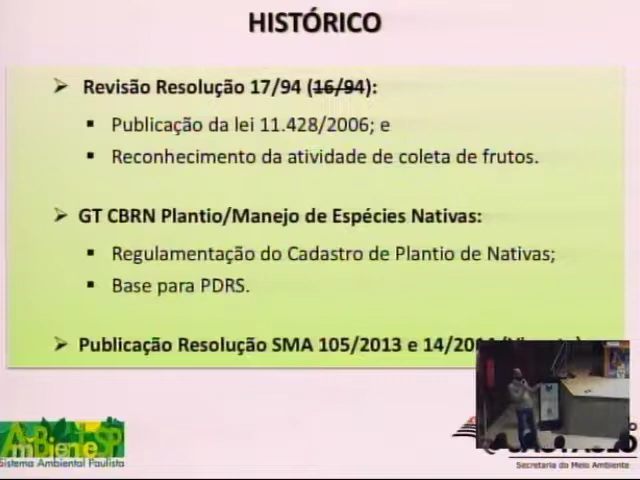 HISTÓRICO
➢ Revisão Resolução 17/94 (16/94):
▪ Publicação da lei 11.428/2006; e
▪ Reconhecimento da atividade de coleta de frutos.
➢ GT CBRN Plantio/Manejo de Espécies Nativas:
▪ Regulamentação do Cadastro de Plantio de Nativas;
▪ Base para PDRS.
➢ Publicação Resolução SMA 105/2013 e
AmBieneSP
Sistema Ambiental Paulista
Secretaria do Meio Ambiente